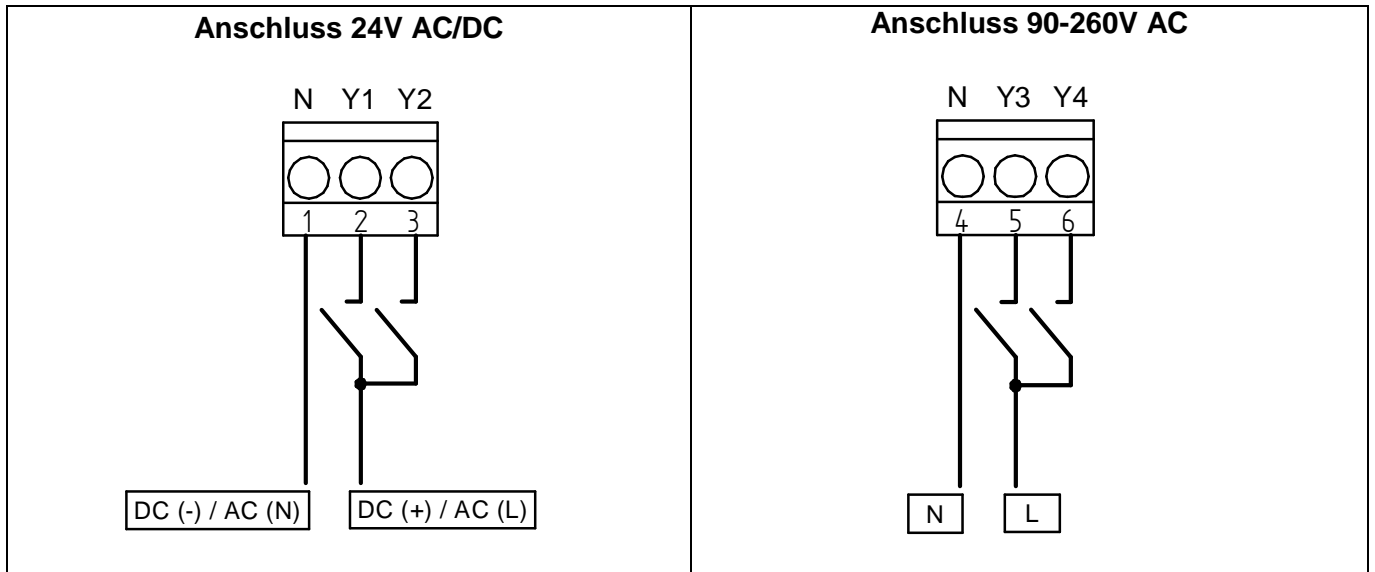 Anschluss 24V AC/DC
N Y1 Y2
1 2 3
DC (-) / AC (N)
DC (+) / AC (L)
Anschluss 90-260V AC
N Y3 Y4
4 5 6
N
L